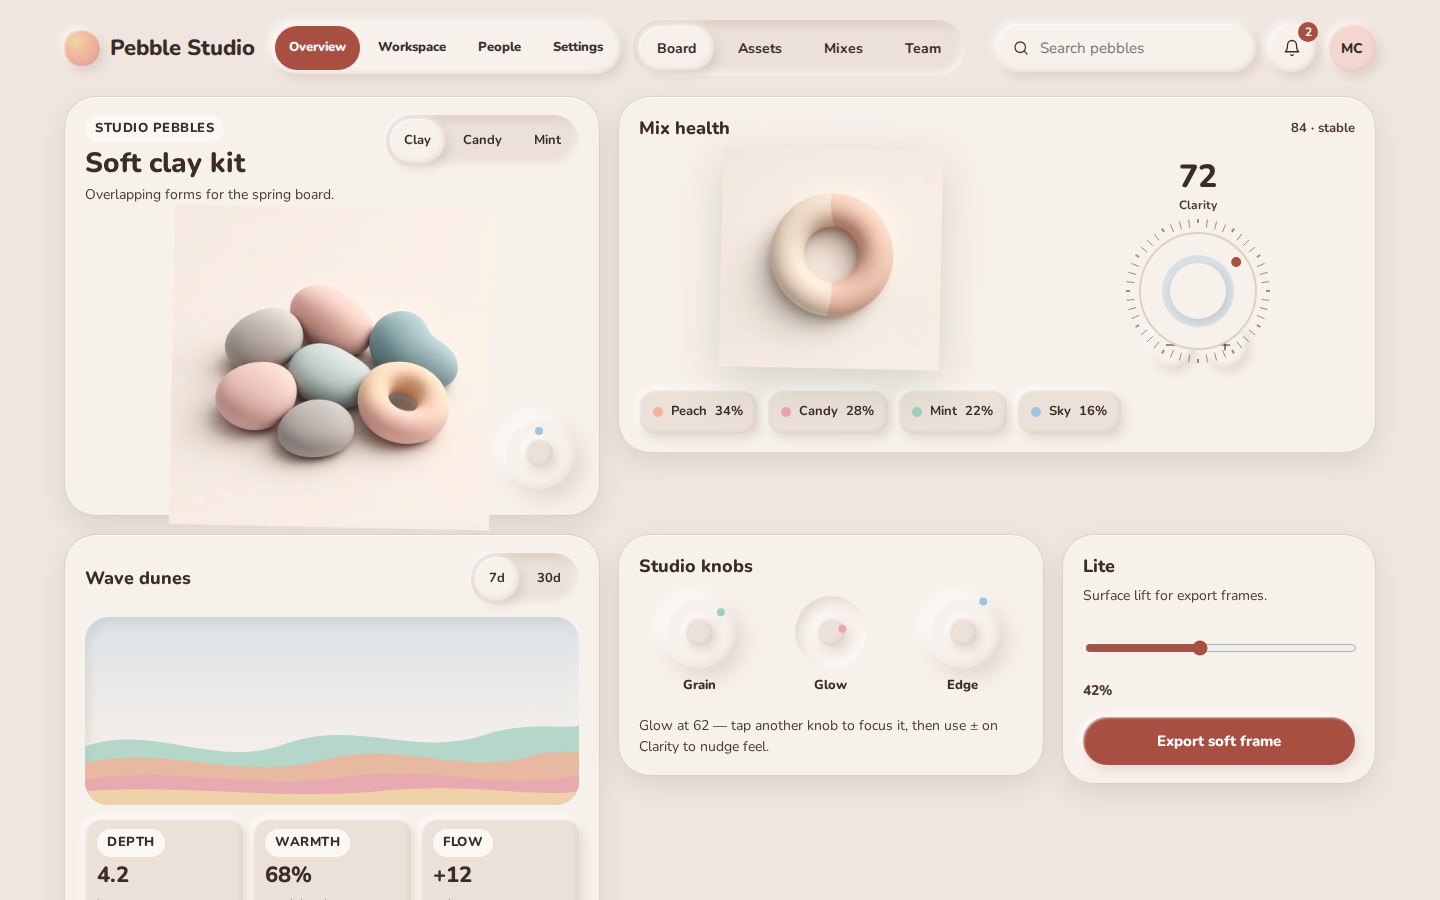 Pebble Studio
Overview
Workspace
People
Settings
Board
Assets
Mixes
Team
Search pebbles
2
MC
STUDIO PEBBLES
Soft clay kit
Overlapping forms for the spring board.
Clay
Candy
Mint
Mix health
84 · stable
72
Clarity
−
+
Peach 34%
Candy 28%
Mint 22%
Sky 16%
Wave dunes
7d
30d
DEPTH
4.2
WARMTH
68%
FLOW
+12
Studio knobs
Grain
Glow
Edge
Glow at 62 — tap another knob to focus it, then use ± on
Clarity to nudge feel.
Lite
Surface lift for export frames.
42%
Export soft frame